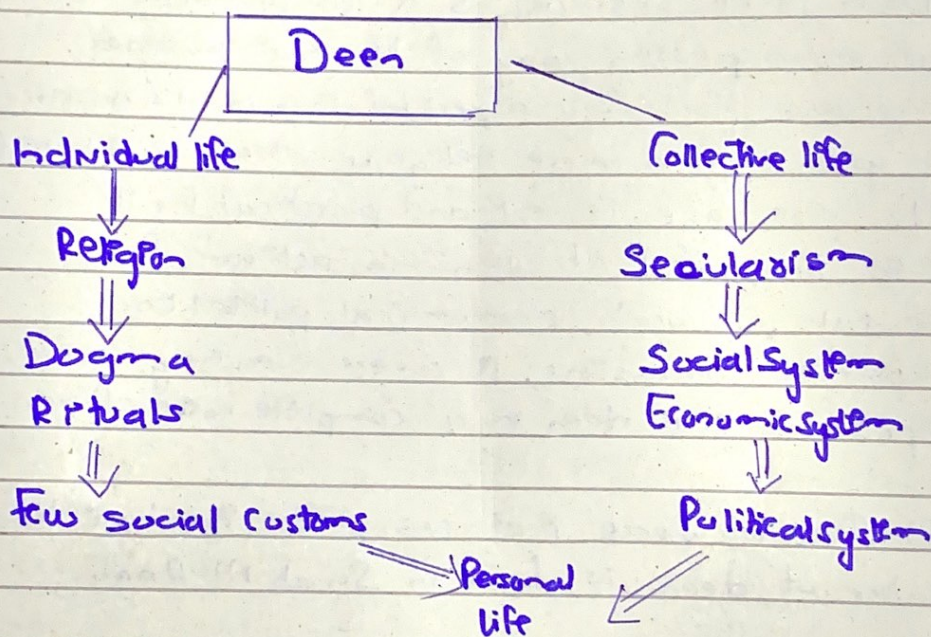 Deen
Individual life
Collective life
Religion
Secularism
Dogma
Social System
Rituals
Economic system
Few social Customs
Political system
Personal
life